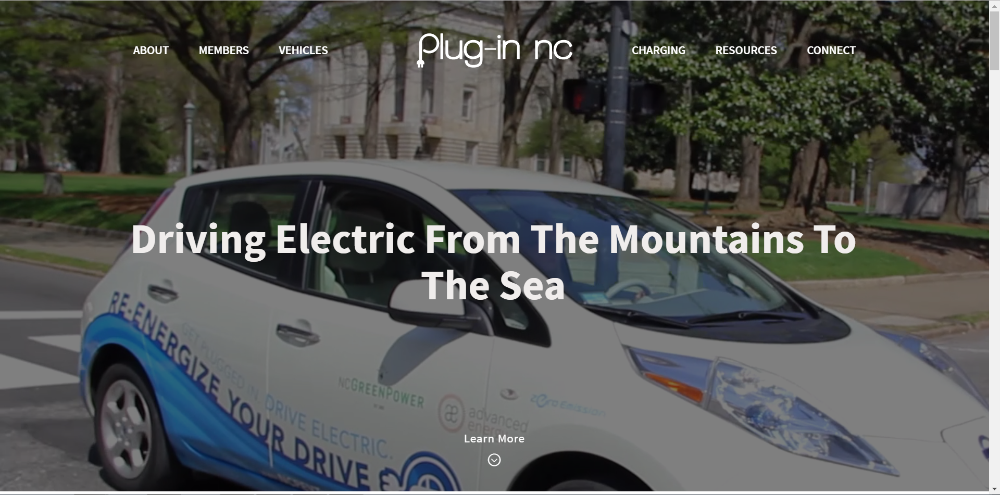 ABOUT MEMBERS VEHICLES Plug-in nc CHARGING RESOURCES CONNECT
Driving Electric From The Mountains To
The Sea
RE-ENERGIZE YOUR DRIVE
GET PLUGGED IN. DRIVE ELECTRIC.
NCGREENPOWER
æ advanced
energy
zero Emission
Learn More